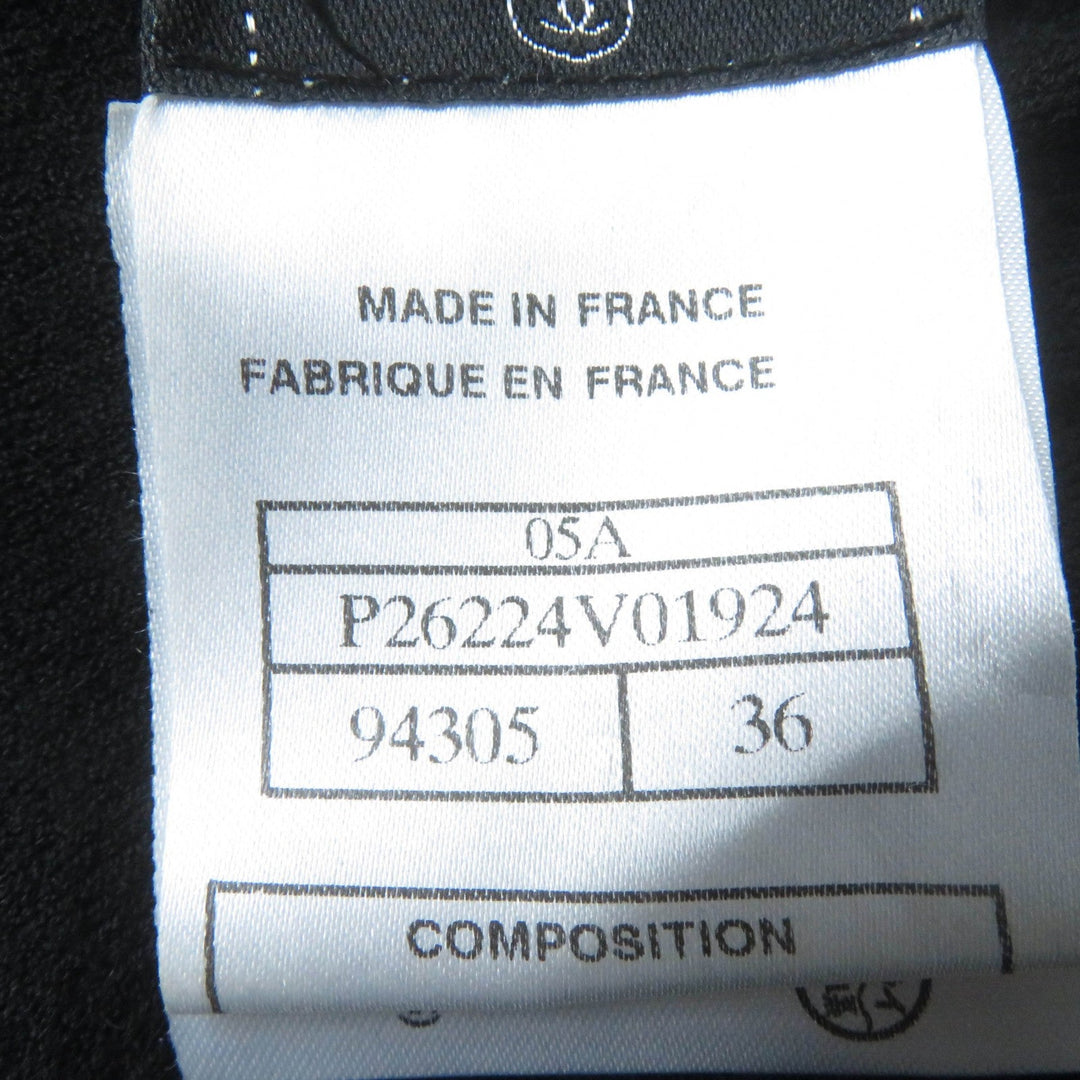 MADE IN FRANCE
FABRIQUE EN FRANCE
05A
P26224V01924
94305 36
COMPOSITION